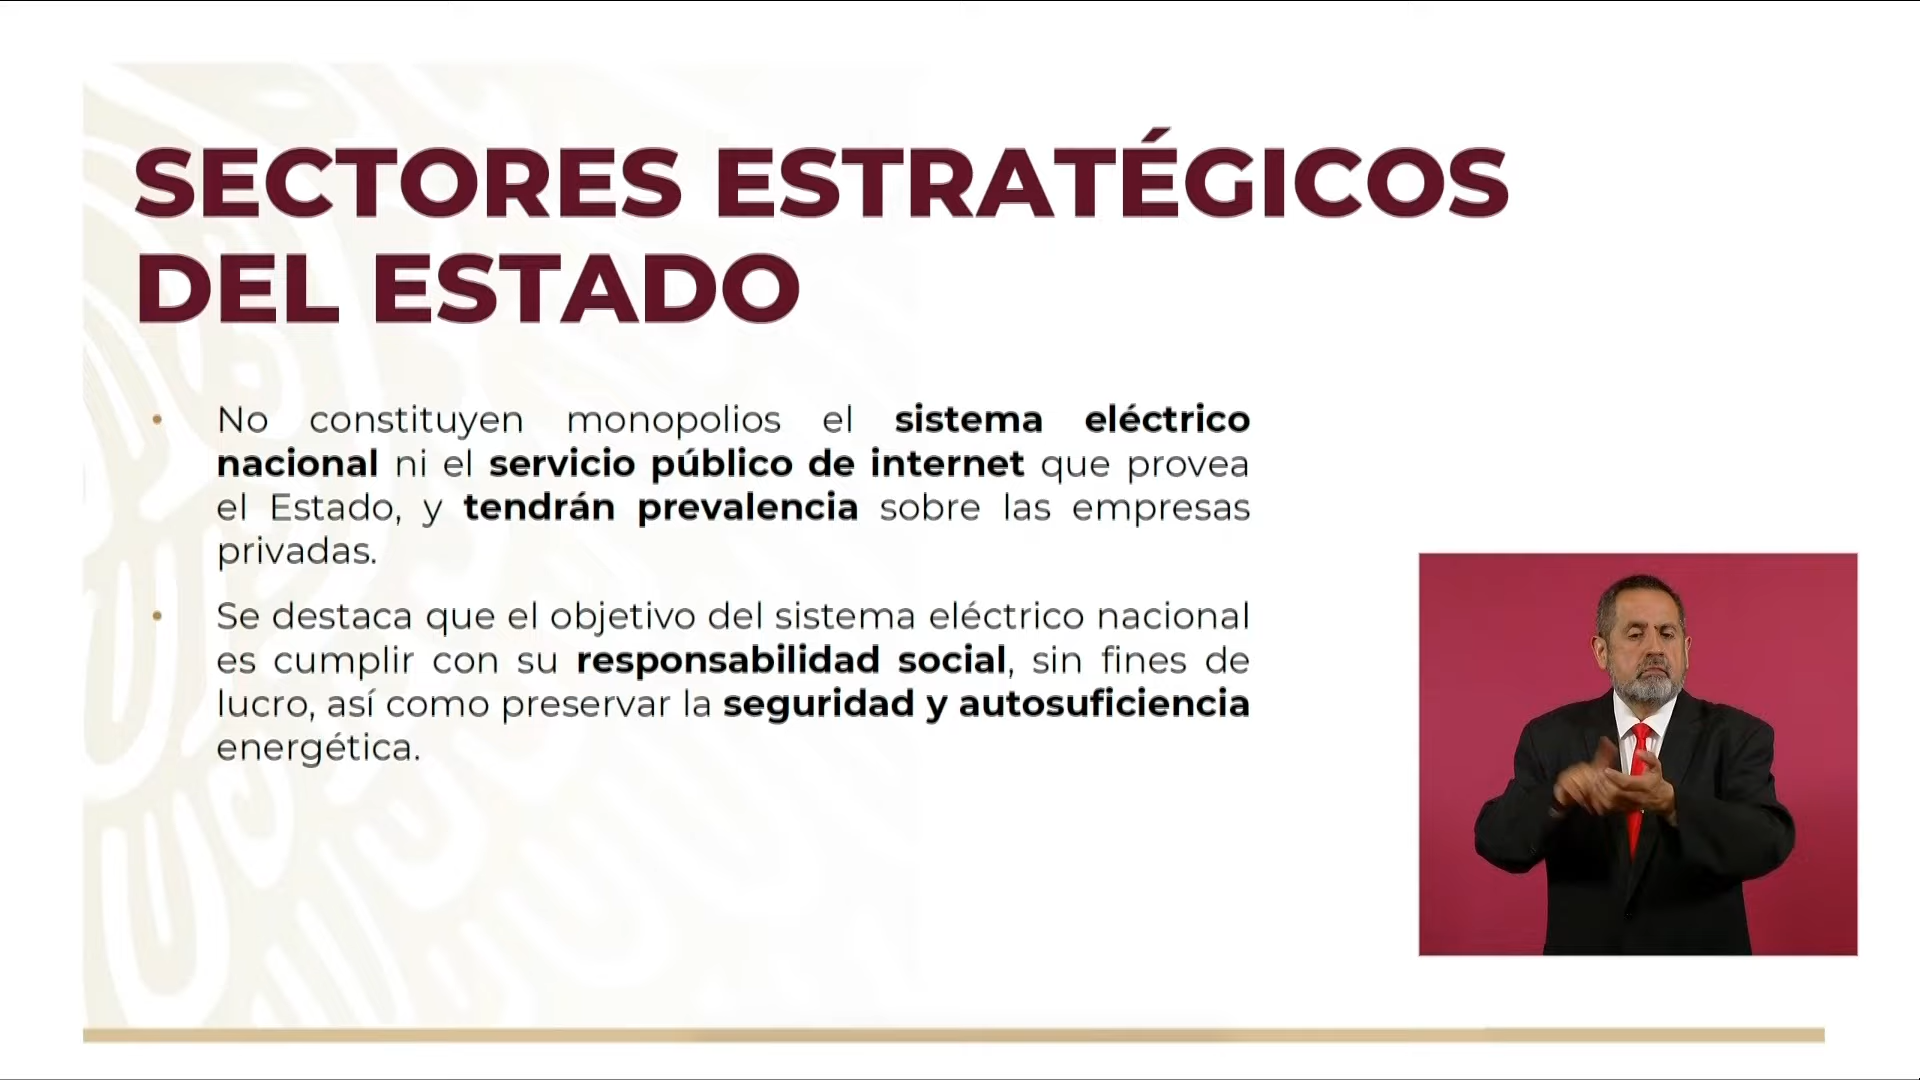 SECTORES ESTRATÉGICOS
DEL ESTADO
• No constituyen monopolios el sistema eléctrico
nacional ni el servicio público de internet que provea
el Estado, y tendrán prevalencia sobre las empresas
privadas.
• Se destaca que el objetivo del sistema eléctrico nacional
es cumplir con su responsabilidad social, sin fines de
lucro, así como preservar la seguridad y autosuficiencia
energética.